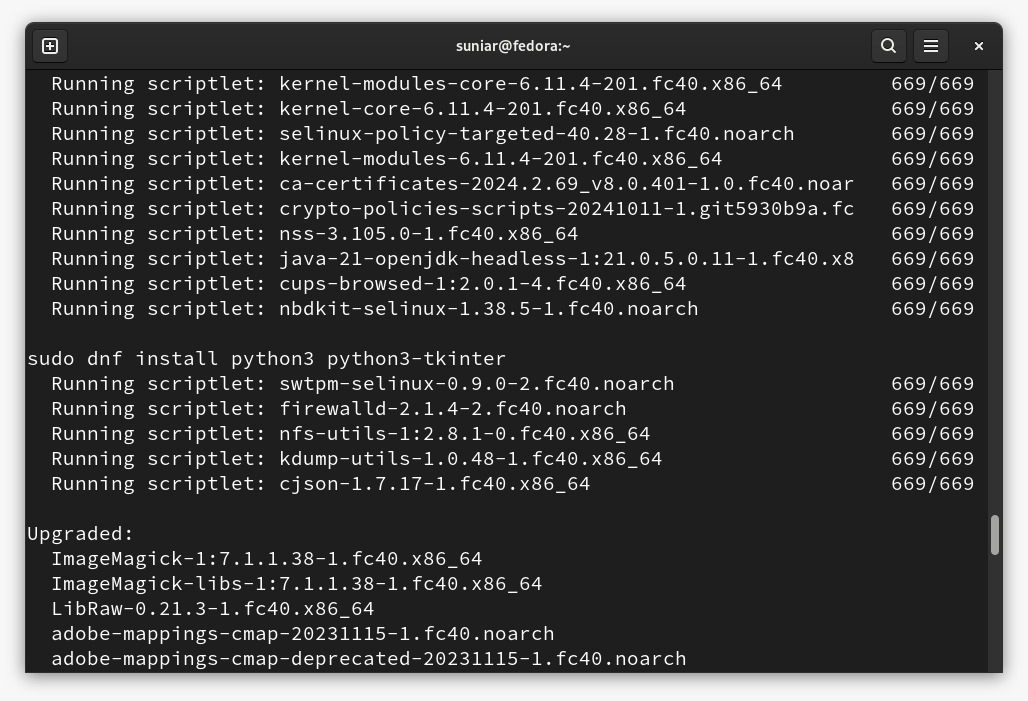 suniar@fedora:~
Running scriptlet: kernel-modules-core-6.11.4-201.fc40.x86_64 669/669
Running scriptlet: kernel-core-6.11.4-201.fc40.x86_64 669/669
Running scriptlet: selinux-policy-targeted-40.28-1.fc40.noarch 669/669
Running scriptlet: kernel-modules-6.11.4-201.fc40.x86_64 669/669
Running scriptlet: ca-certificates-2024.2.69_v8.0.401-1.0.fc40.noar 669/669
Running scriptlet: crypto-policies-scripts-20241011-1.git5930b9a.fc 669/669
Running scriptlet: nss-3.105.0-1.fc40.x86_64 669/669
Running scriptlet: java-21-openjdk-headless-1:21.0.5.0.11-1.fc40.x8 669/669
Running scriptlet: cups-browsed-1:2.0.1-4.fc40.x86_64 669/669
Running scriptlet: nbdkit-selinux-1.38.5-1.fc40.noarch 669/669
sudo dnf install python3 python3-tkinter
Running scriptlet: swtpm-selinux-0.9.0-2.fc40.noarch 669/669
Running scriptlet: firewalld-2.1.4-2.fc40.noarch 669/669
Running scriptlet: nfs-utils-1:2.8.1-0.fc40.x86_64 669/669
Running scriptlet: kdump-utils-1.0.48-1.fc40.x86_64 669/669
Running scriptlet: cjson-1.7.17-1.fc40.x86_64 669/669
Upgraded:
ImageMagick-1:7.1.1.38-1.fc40.x86_64
ImageMagick-libs-1:7.1.1.38-1.fc40.x86_64
LibRaw-0.21.3-1.fc40.x86_64
adobe-mappings-cmap-20231115-1.fc40.noarch
adobe-mappings-cmap-deprecated-20231115-1.fc40.noarch